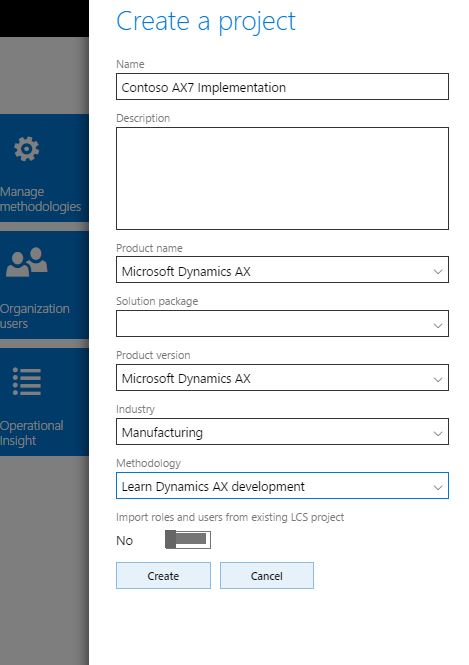 Create a project
Name
Contoso AX7 Implementation
Description
Product name
Microsoft Dynamics AX
Solution package
Product version
Microsoft Dynamics AX
Industry
Manufacturing
Methodology
Learn Dynamics AX development
Import roles and users from existing LCS project
No
Create Cancel
Manage
methodologies
Organization
users
Operational
Insight